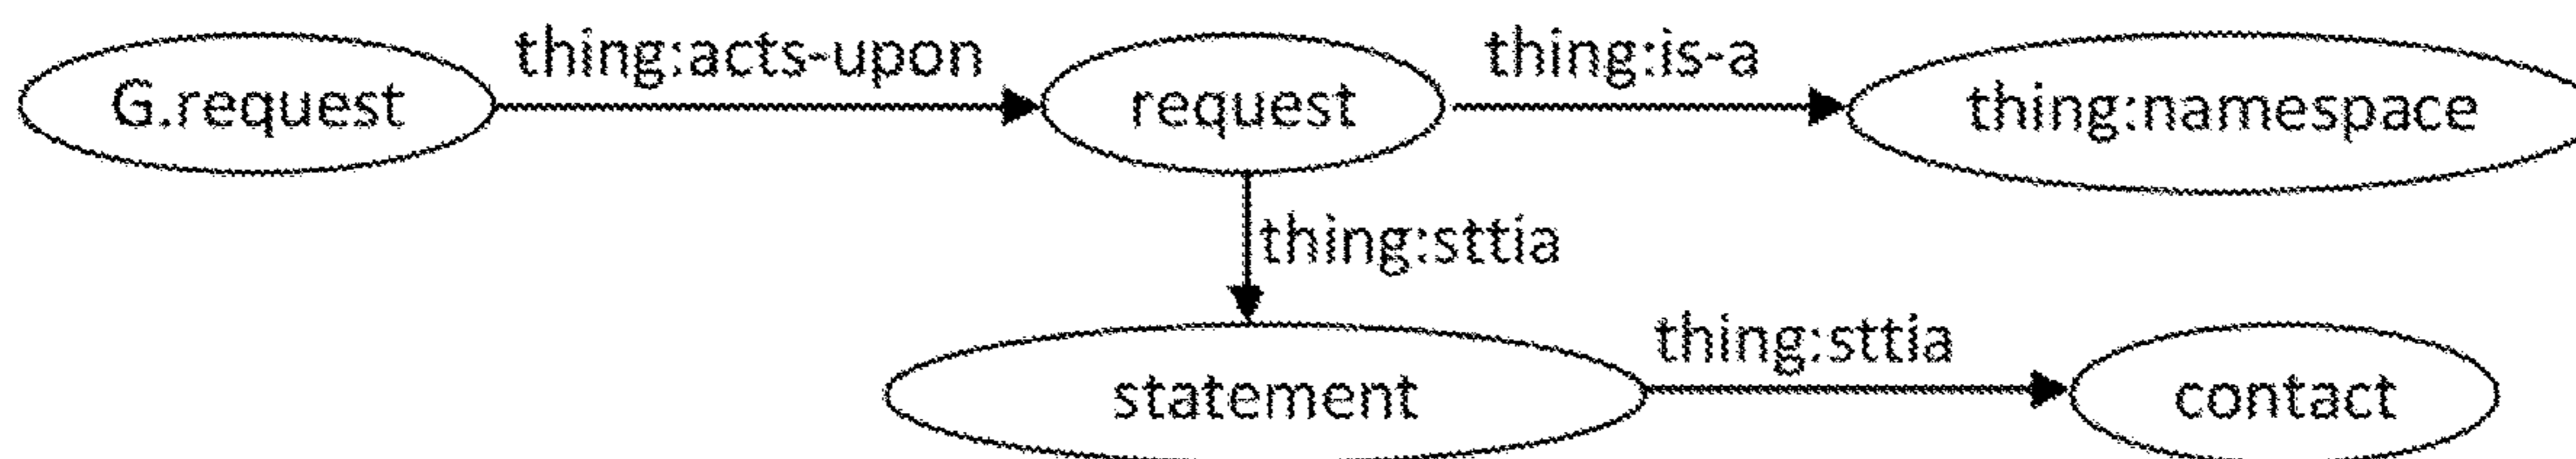 thing:acts-upon
thing:is-a
G.request
request
thing:namespace
thing:sttia
thing:sttia
statement
contact